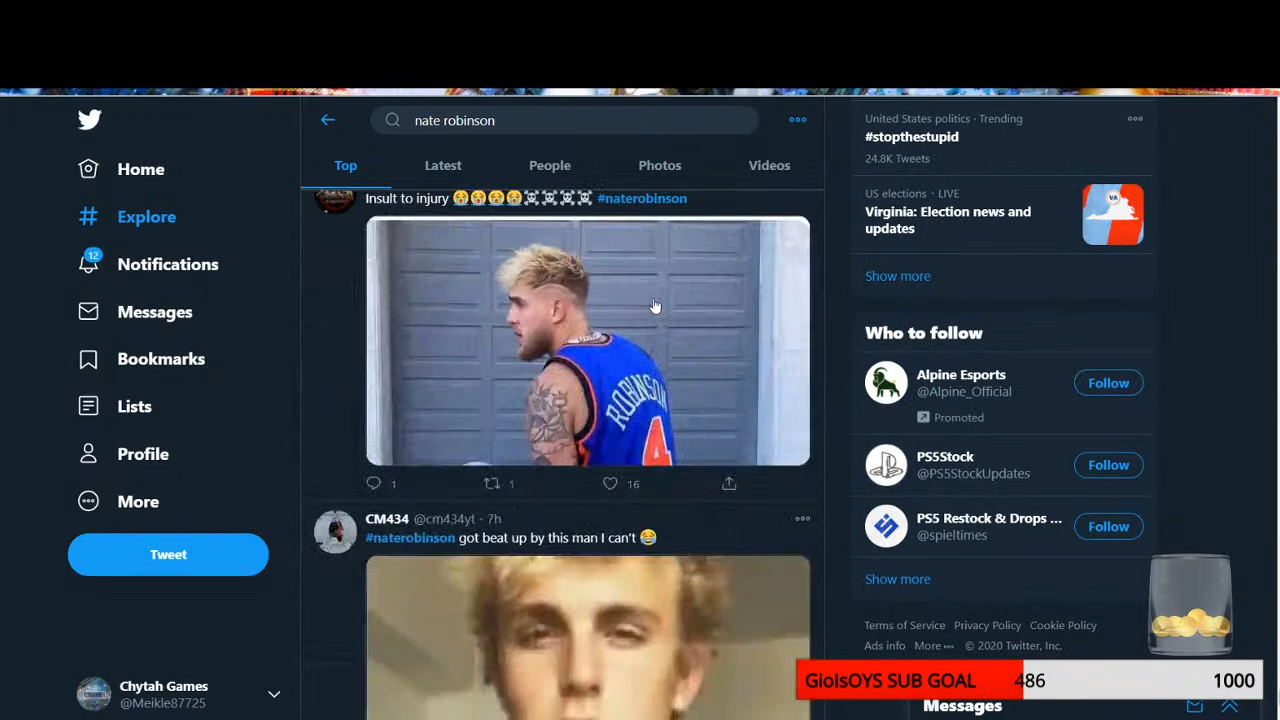 nate robinson
Top
Latest
People
Photos
Videos
Home
Explore
12
Notifications
Messages
Bookmarks
Lists
Profile
More
Tweet
Chytah Games
@Meikle87725
Insult to injury 😭😭😭😭☠☠☠☠ #naterobinson
ROBINSON
4
1
1
16
CM434 @cm434yt · 7h
#naterobinson got beat up by this man I can't 😂
United States politics · Trending
#stopthestupid
24.8K Tweets
US elections · LIVE
Virginia: Election news and
updates
VA
Show more
Who to follow
Alpine Esports
@Alpine_Official
Promoted
Follow
PS5Stock
@PS5StockUpdates
Follow
PS5 Restock & Drops ...
@spieltimes
Follow
Show more
Terms of Service Privacy Policy Cookie Policy
Ads info More ··· © 2020 Twitter, Inc.
GioIsOYS SUB GOAL 486 1000
Messages